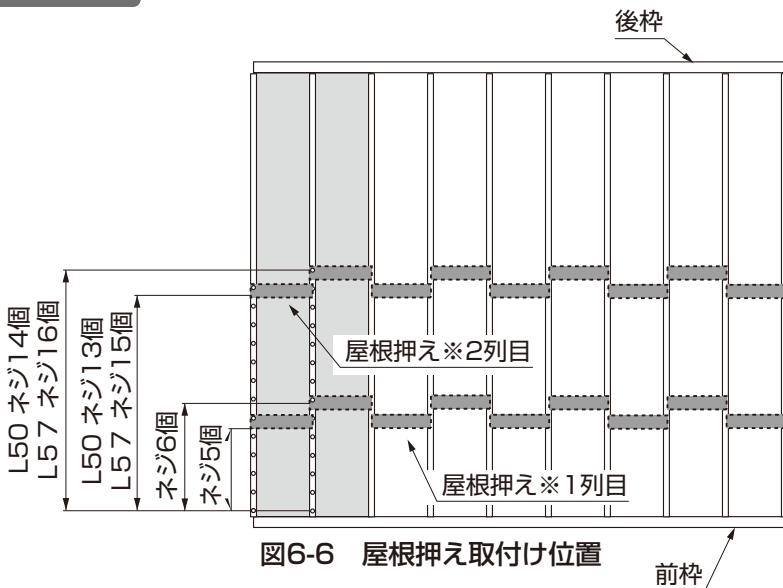 後枠
L50 ネジ14個
L57 ネジ16個
L50 ネジ13個
L57 ネジ15個
ネジ6個
ネジ5個
屋根押え※2列目
屋根押え※1列目
図6-6 屋根押え取付け位置
前枠